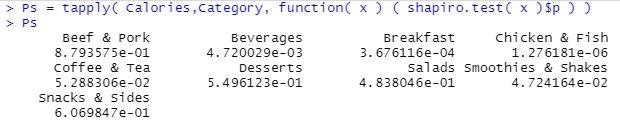 > Ps = tapply( Calories,Category, function( x ) ( shapiro.test( x )$p ) )
> Ps
Beef & Pork Beverages Breakfast Chicken & Fish
8.793575e-01 4.720029e-03 3.676116e-04 1.276181e-06
Coffee & Tea Desserts Salads Smoothies & Shakes
5.288306e-02 5.496123e-01 4.838046e-01 4.724164e-02
Snacks & Sides
6.069847e-01